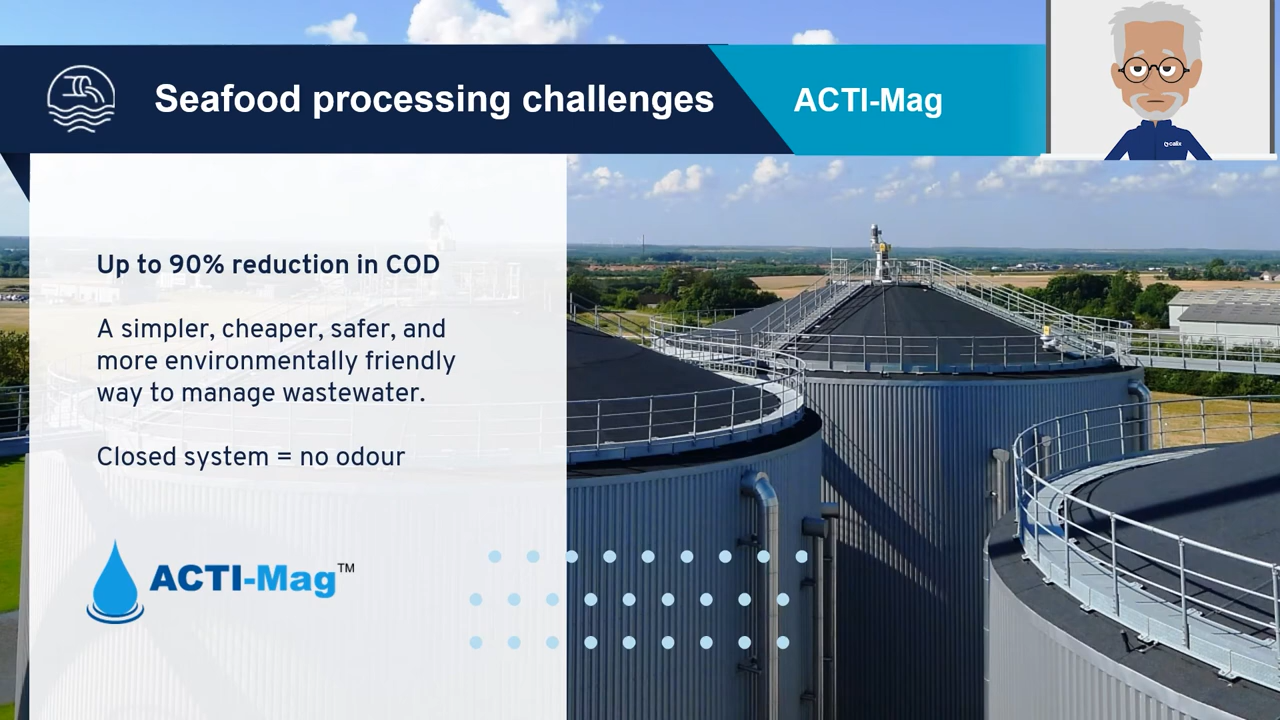 Seafood processing challenges
ACTI-Mag
calix
Up to 90% reduction in COD
A simpler, cheaper, safer, and
more environmentally friendly
way to manage wastewater.
Closed system = no odour
ACTI-Mag™